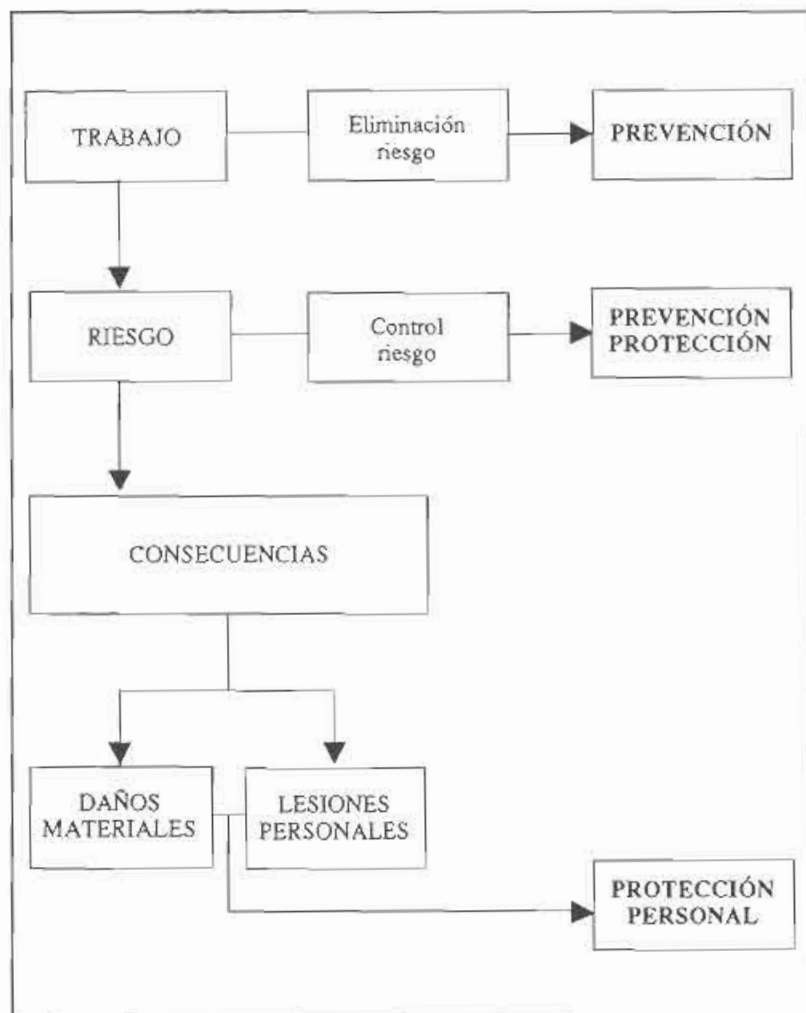 TRABAJO
Eliminación
riesgo
PREVENCIÓN
RIESGO
Control
riesgo
PREVENCIÓN
PROTECCIÓN
CONSECUENCIAS
DAÑOS
MATERIALES
LESIONES
PERSONALES
PROTECCIÓN
PERSONAL